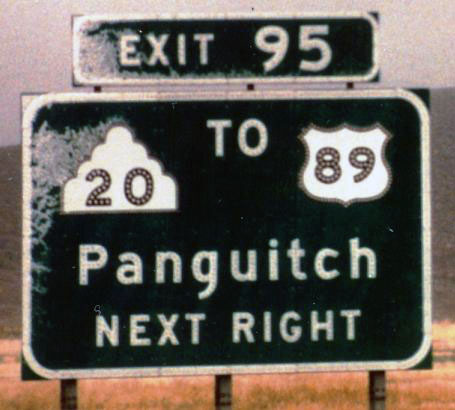 EXIT 95
20 TO 89
Panguitch
NEXT RIGHT